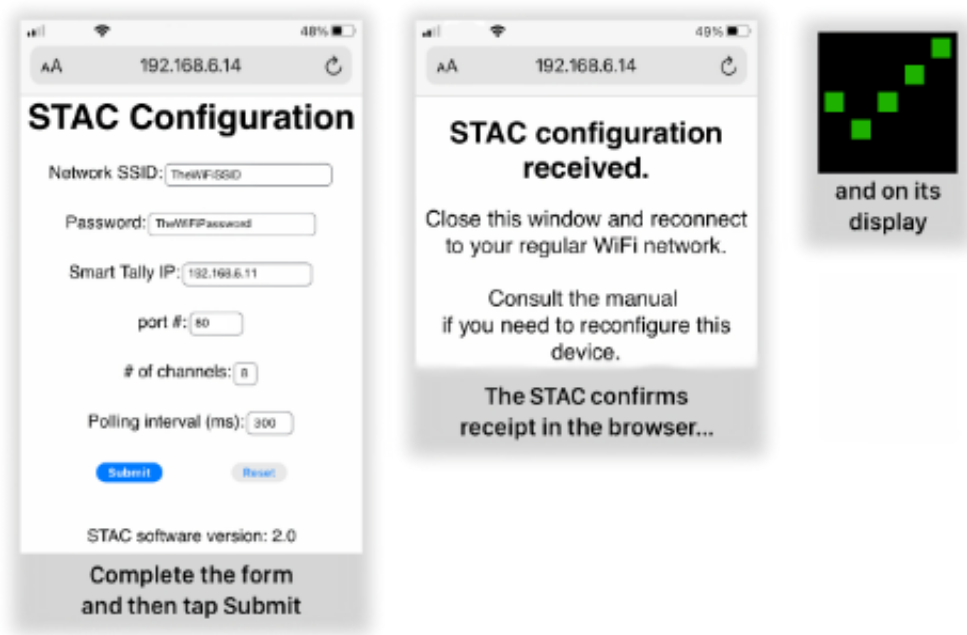 48%
AA 192.168.6.14
STAC Configuration
Network SSID: TheWiFiSSID
Password: TheWIFIPassword
Smart Tally IP: 192.168.6.11
port #: 80
# of channels: 8
Polling interval (ms): 300
Submit Reset
STAC software version: 2.0
Complete the form
and then tap Submit
49%
AA 192.168.6.14
STAC configuration
received.
Close this window and reconnect
to your regular WiFi network.
Consult the manual
if you need to reconfigure this
device.
The STAC confirms
receipt in the browser...
and on its
display